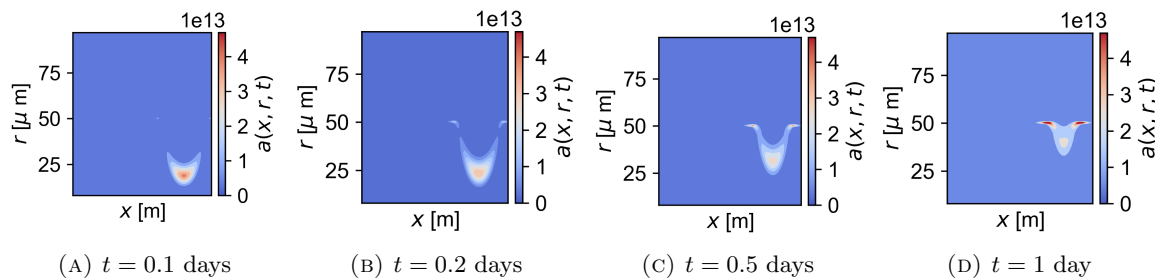 1e13 1e13 1e13 1e13
r [μ m] 75 50 25 x [m] 4 3 2 1 0 a(x, r, t)
r [μ m] 75 50 25 x [m] 4 3 2 1 0 a(x, r, t)
r [μ m] 75 50 25 x [m] 4 3 2 1 0 a(x, r, t)
r [μ m] 75 50 25 x [m] 4 3 2 1 0 a(x, r, t)
(A) t = 0.1 days (B) t = 0.2 days (C) t = 0.5 days (D) t = 1 day